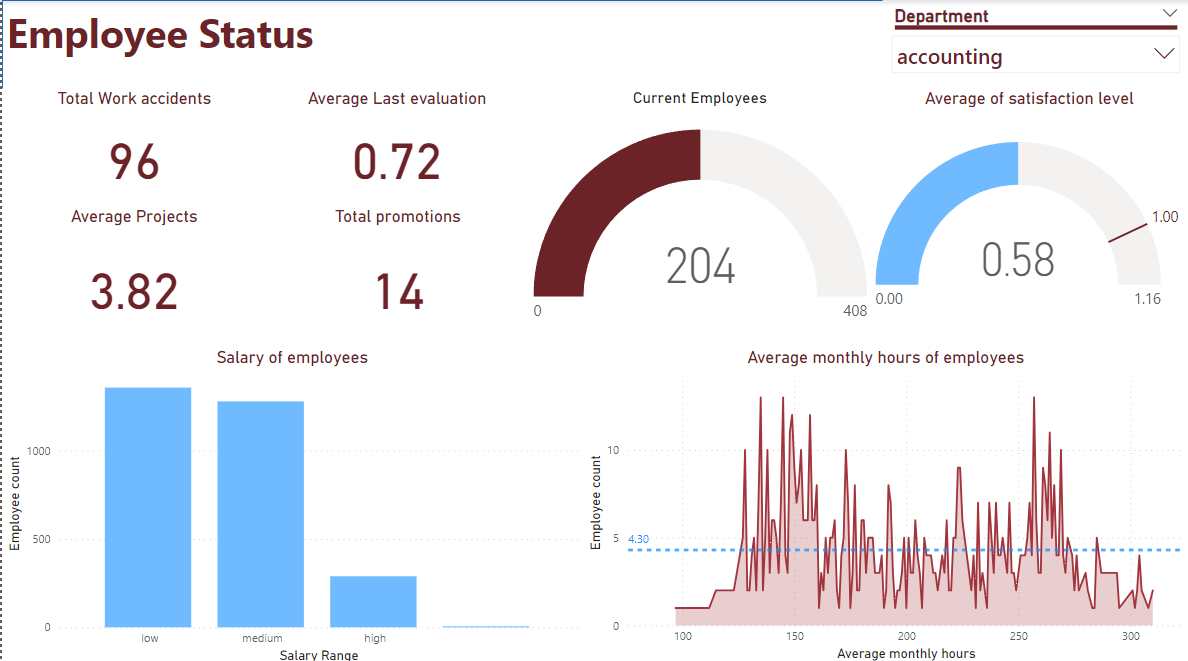 Employee Status
Department
accounting
Total Work accidents
96
Average Last evaluation
0.72
Average Projects
3.82
Total promotions
14
Current Employees
204
0
408
Average of satisfaction level
0.58
0.00
1.00
1.16
Salary of employees
Employee count
1000
500
0
low
medium
high
Salary Range
Average monthly hours of employees
Employee count
10
5
0
4.30
100
150
200
250
300
Average monthly hours